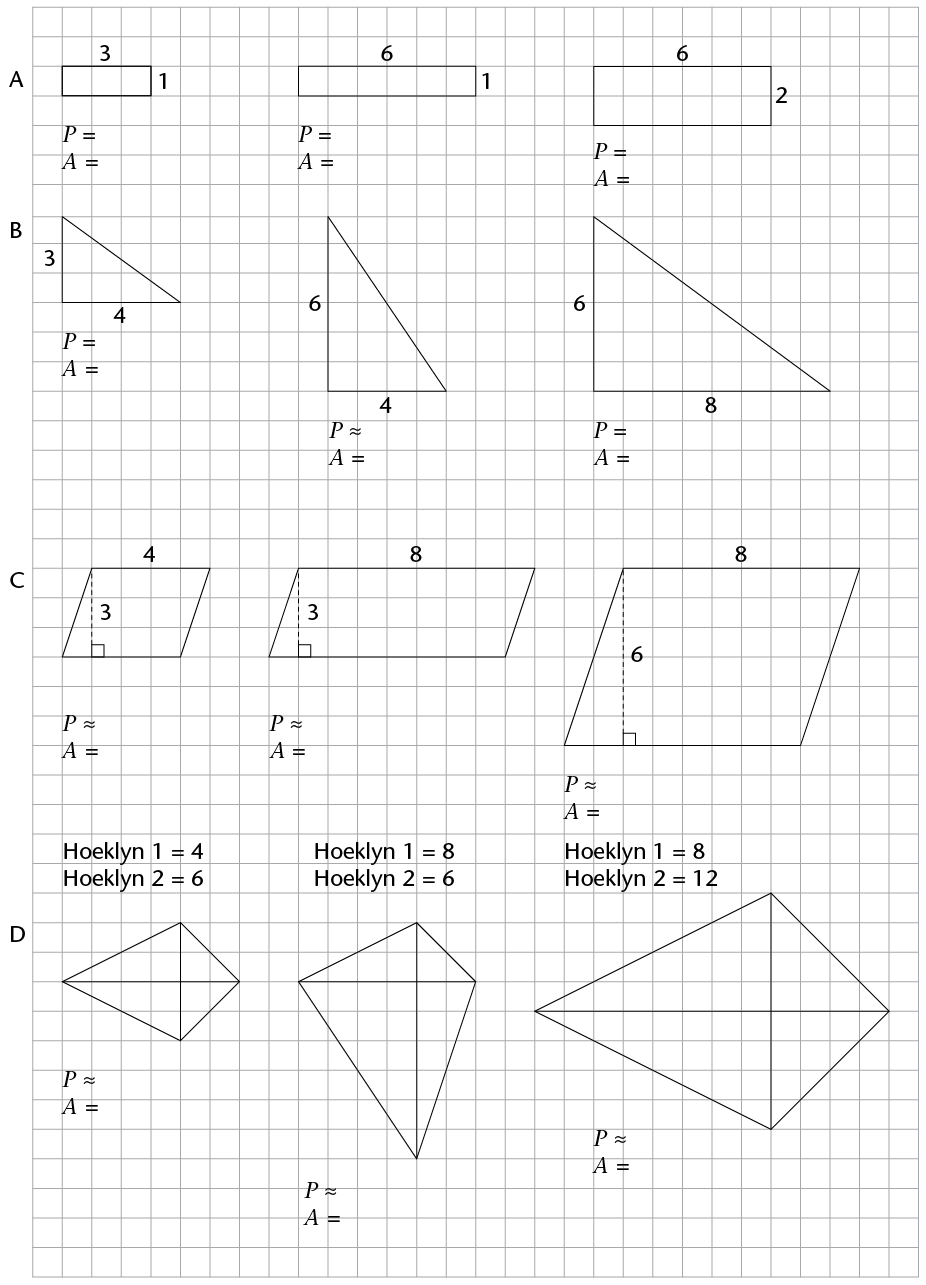 3 6 6
A 1 1 2
P = P = P =
A = A = A =
B
3 6 6
4
P =
A =
4 8
P ≈ P =
A = A =
4 8 8
C
3 3 6
P ≈ P ≈
A = A =
P ≈
A =
Hoeklyn 1 = 4 Hoeklyn 1 = 8 Hoeklyn 1 = 8
Hoeklyn 2 = 6 Hoeklyn 2 = 6 Hoeklyn 2 = 12
D
P ≈
A =
P ≈
A =
P ≈
A =